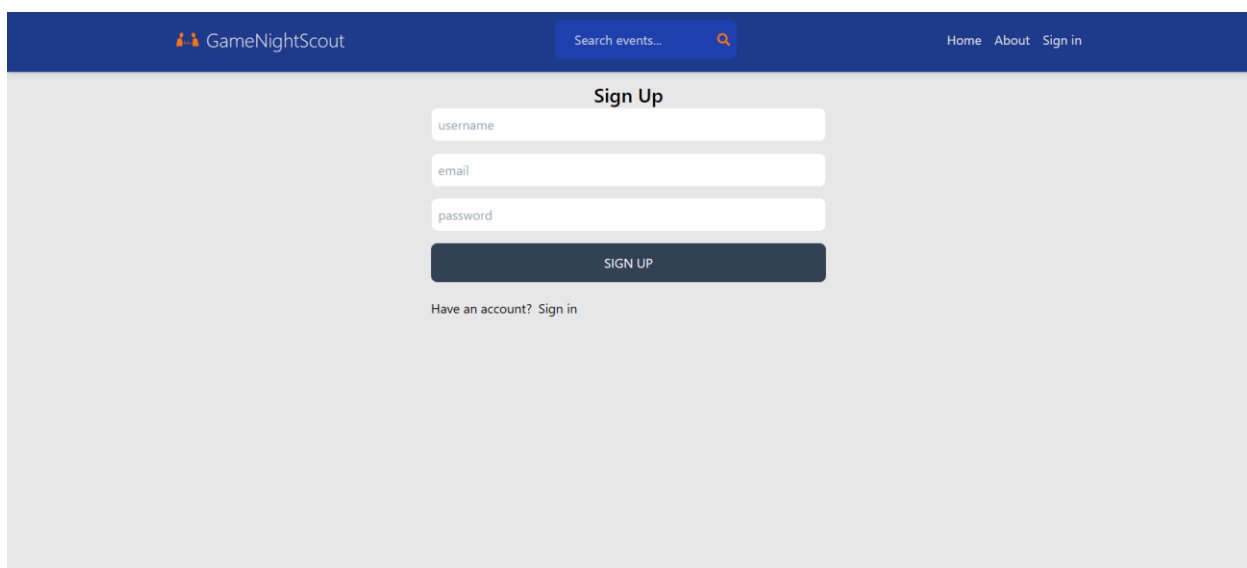 GameNightScout
Search events...
Home About Sign in
Sign Up
username
email
password
SIGN UP
Have an account? Sign in